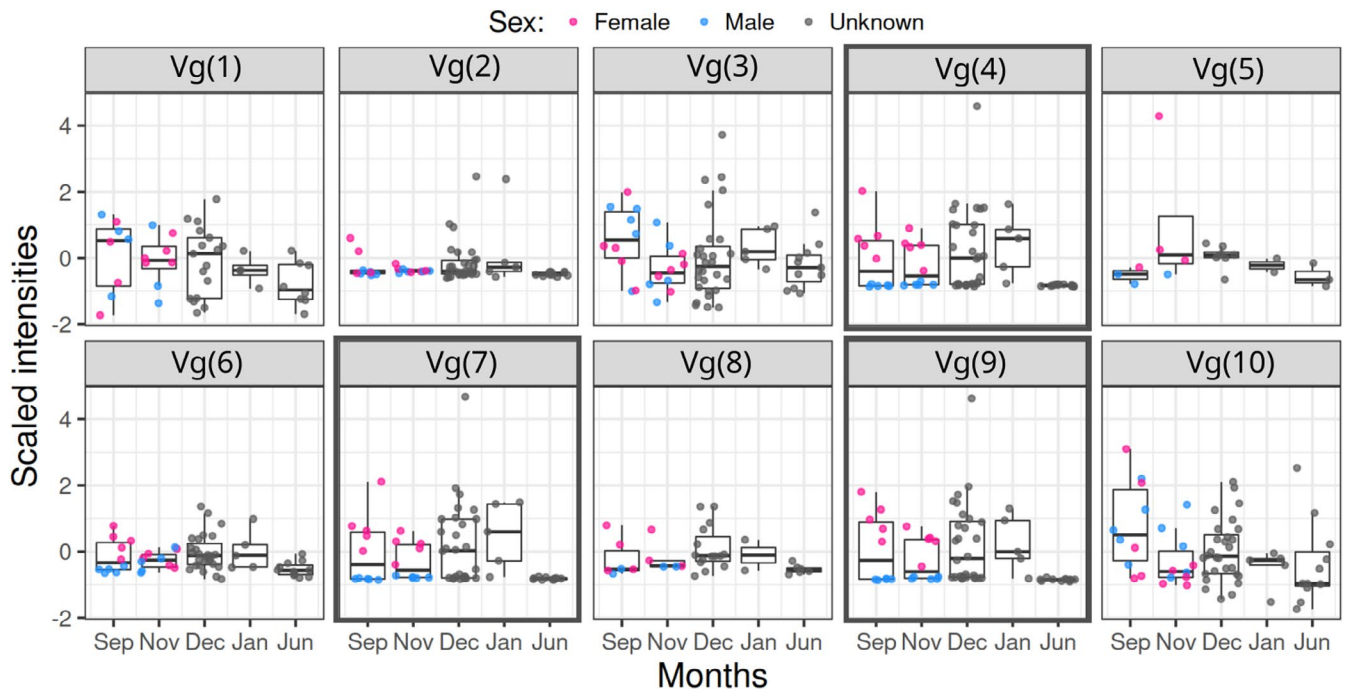 Sex: Female Male Unknown
Vg(1) Vg(2) Vg(3) Vg(4) Vg(5)
4
2
0
-2
Vg(6) Vg(7) Vg(8) Vg(9) Vg(10)
4
2
0
-2
Scaled intensities
Sep Nov Dec Jan Jun Sep Nov Dec Jan Jun Sep Nov Dec Jan Jun Sep Nov Dec Jan Jun Sep Nov Dec Jan Jun
Months